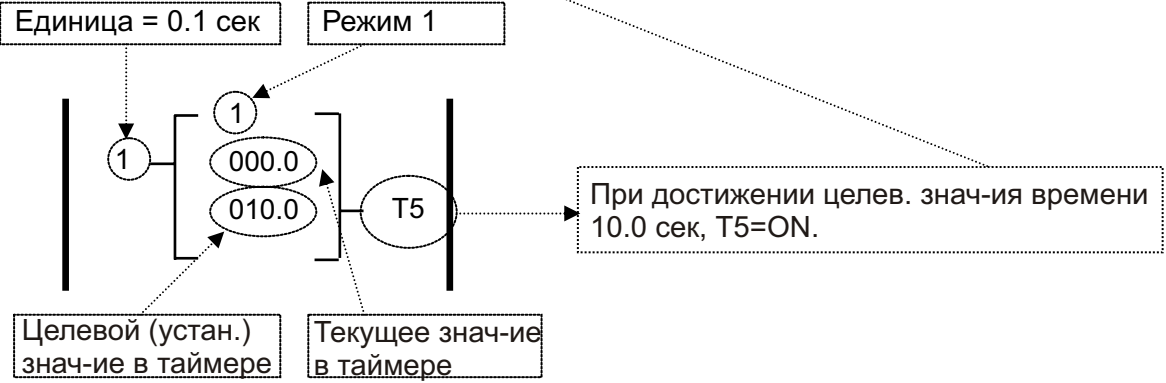 Единица = 0.1 сек
Режим 1
1
1
000.0
010.0
T5
При достижении целев. знач-ия времени
10.0 сек, T5=ON.
Целевой (устан.)
знач-ие в таймере
Текущее знач-ие
в таймере